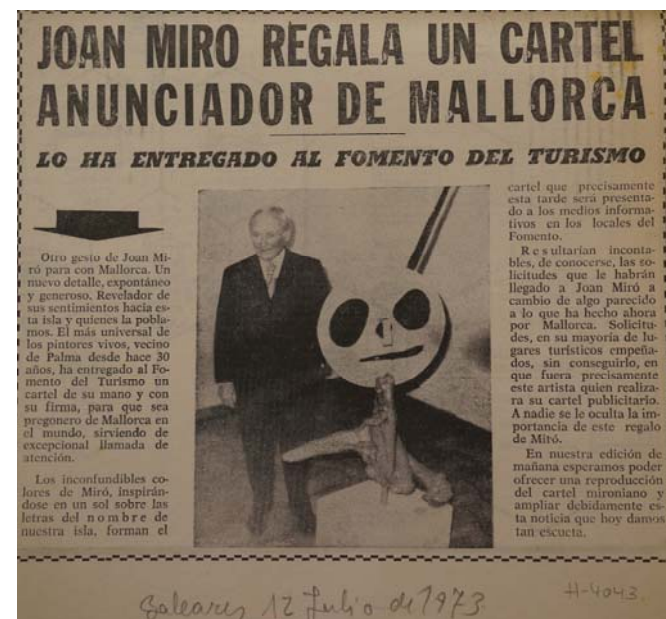 JOAN MIRO REGALA UN CARTEL
ANUNCIADOR DE MALLORCA
LO HA ENTREGADO AL FOMENTO DEL TURISMO
Otro gesto de Joan Mi-
ró para con Mallorca. Un
nuevo detalle, expontáneo
y generoso. Revelador de
sus sentimientos hacia es-
ta isla y quienes la pobla-
mos. El más universal de
los pintores vivos, vecino
de Palma desde hace 30
años, ha entregado al Fo-
mento del Turismo un
cartel de su mano y con
su firma, para que sea
pregonero de Mallorca en
el mundo, sirviendo de
excepcional llamada de
atención.
Los inconfundibles co-
lores de Miró, inspirán-
dose en un sol sobre las
letras del nombre de
nuestra isla, forman el
cartel que precisamente
esta tarde será presenta-
do a los medios informa-
tivos en los locales del
Fomento.
Resultarían inconta-
bles, de conocerse, las so-
licitudes que le habrán
llegado a Joan Miró a
cambio de algo parecido
a lo que ha hecho ahora
por Mallorca. Solicitu-
des, en su mayoría de lu-
gares turísticos empeña-
dos, sin conseguirlo, en
que fuera precisamente
este artista quien realiza-
ra su cartel publicitario.
A nadie se le oculta la im-
portancia de este regalo
de Miró.
En nuestra edición de
mañana esperamos poder
ofrecer una reproducción
del cartel mironiano y
ampliar debidamente es-
ta noticia que hoy damos
tan escueta.
Baleares 12 Julio de 1973
H-4043.